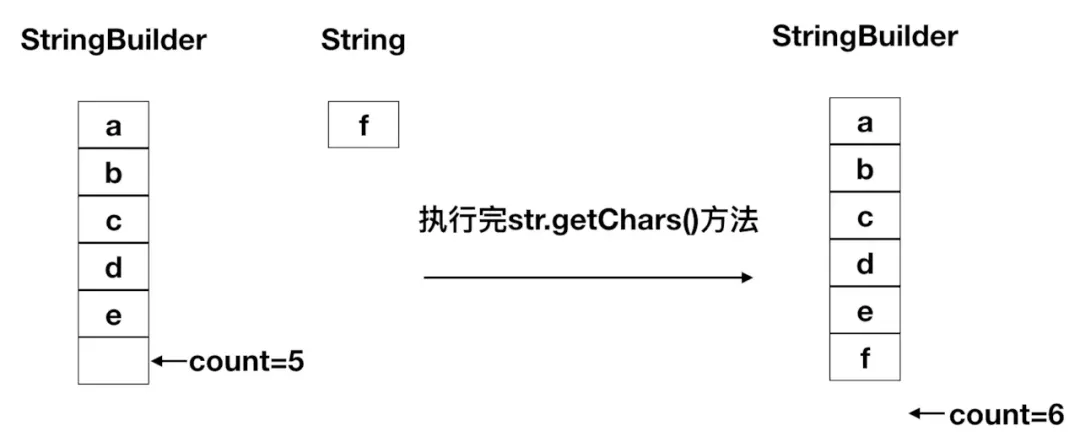 StringBuilder
String
StringBuilder
a
b
c
d
e
count=5
f
执行完str.getChars()方法
a
b
c
d
e
f
count=6